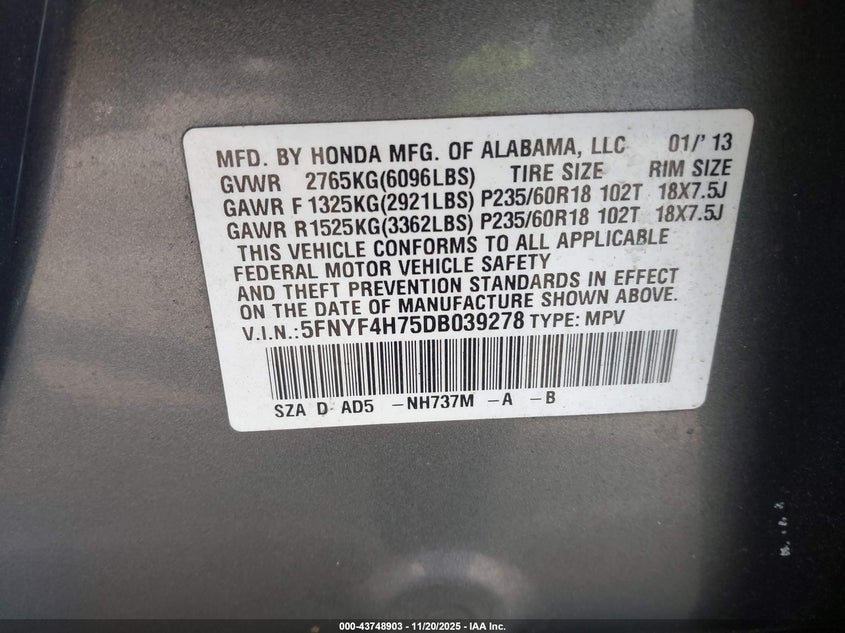 MFD. BY HONDA MFG. OF ALABAMA, LLC 01/'13
GVWR 2765KG(6096LBS) TIRE SIZE RIM SIZE
GAWR F 1325KG(2921LBS) P235/60R18 102T 18X7.5J
GAWR R1525KG(3362LBS) P235/60R18 102T 18X7.5J
THIS VEHICLE CONFORMS TO ALL APPLICABLE
FEDERAL MOTOR VEHICLE SAFETY
AND THEFT PREVENTION STANDARDS IN EFFECT
ON THE DATE OF MANUFACTURE SHOWN ABOVE.
V.I.N.:5FNYF4H75DB039278 TYPE: MPV
SZA D AD5 -NH737M -A -B
000-43748903 - 11/20/2025 - IAA Inc.